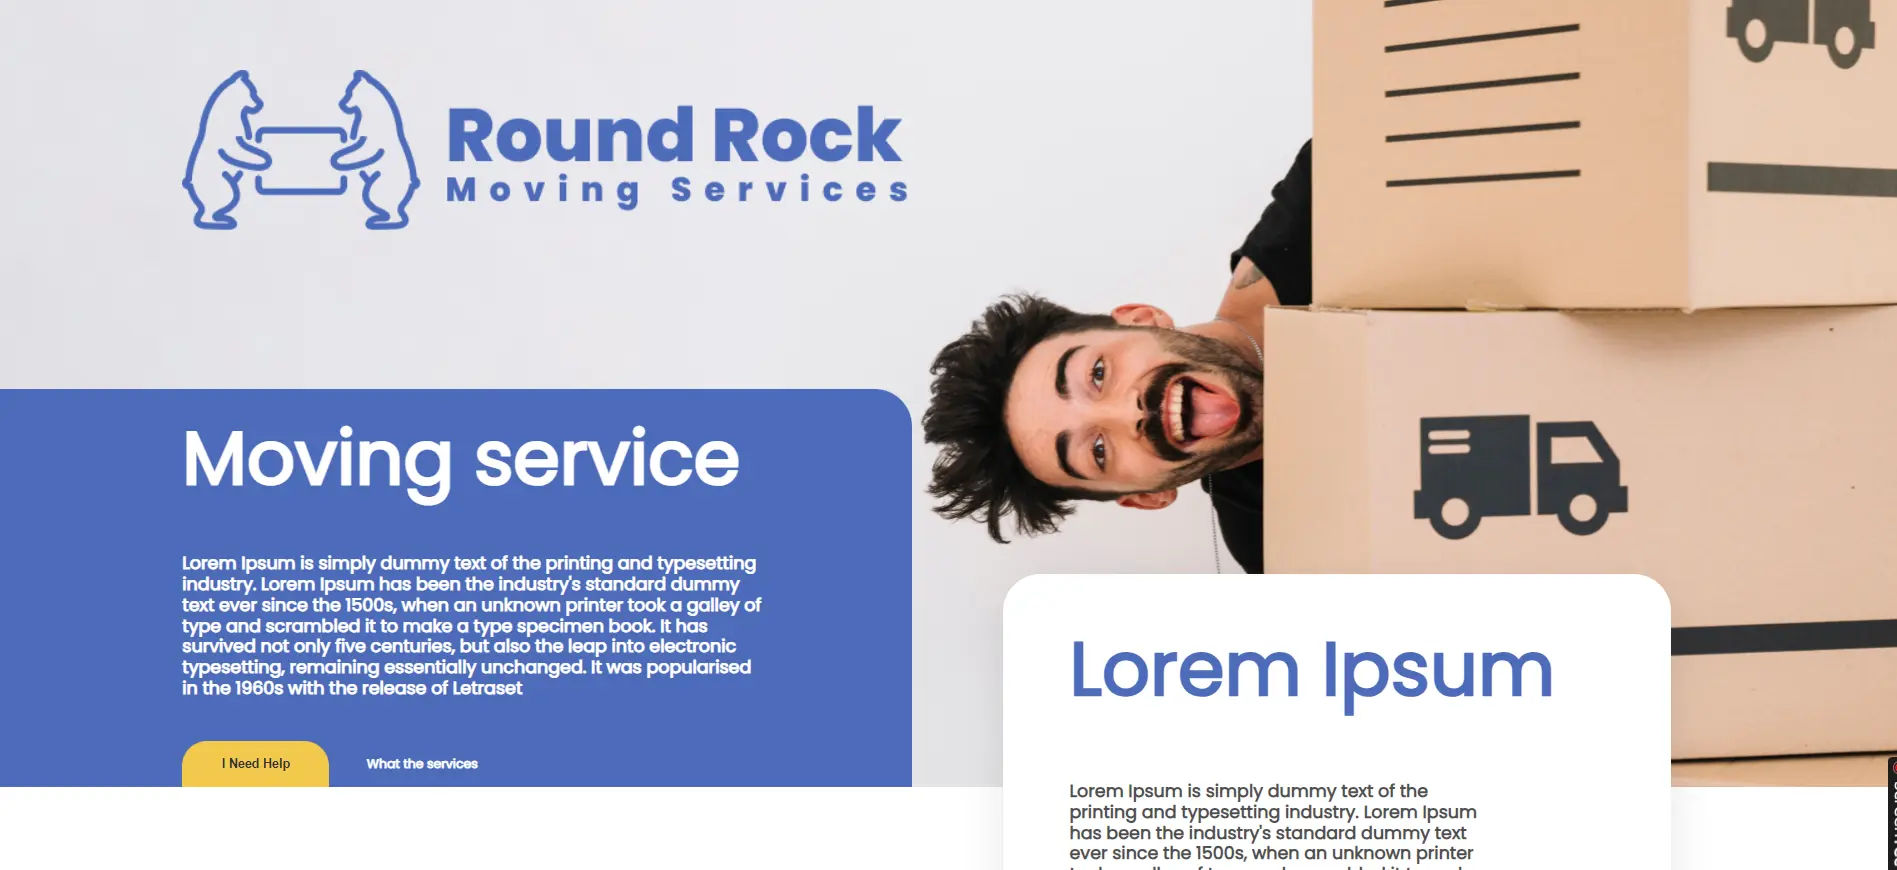 Round Rock
Moving Services
Moving service
Lorem Ipsum is simply dummy text of the printing and typesetting
industry. Lorem Ipsum has been the industry's standard dummy
text ever since the 1500s, when an unknown printer took a galley of
type and scrambled it to make a type specimen book. It has
survived not only five centuries, but also the leap into electronic
typesetting, remaining essentially unchanged. It was popularised
in the 1960s with the release of Letraset
I Need Help
What the services
Lorem Ipsum
Lorem Ipsum is simply dummy text of the
printing and typesetting industry. Lorem Ipsum
has been the industry's standard dummy text
ever since the 1500s, when an unknown printer